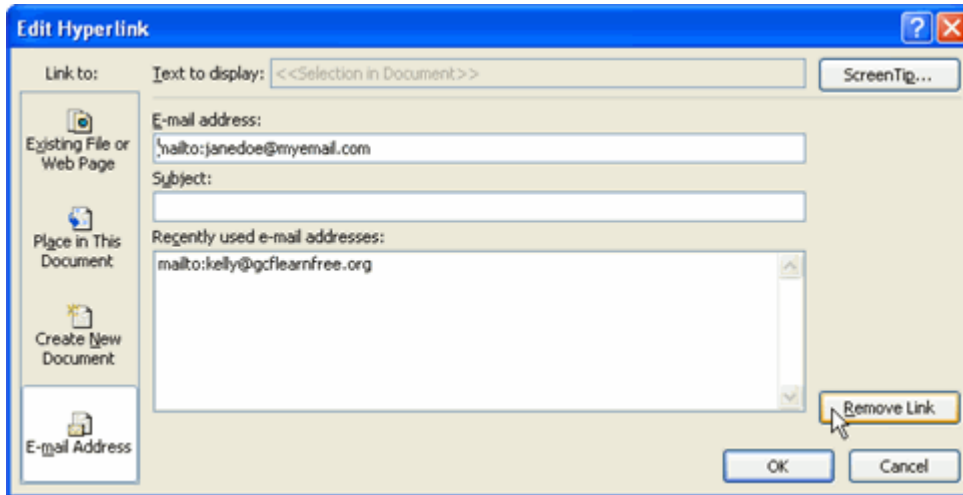 Edit Hyperlink
Link to:
Text to display: <<Selection in Document>>
ScreenTip...
Existing File or
Web Page
Place in This
Document
Create New
Document
E-mail Address
E-mail address:
mailto:janedoe@myemail.com
Subject:
Recently used e-mail addresses:
mailto:kelly@gcflearnfree.org
Remove Link
OK
Cancel